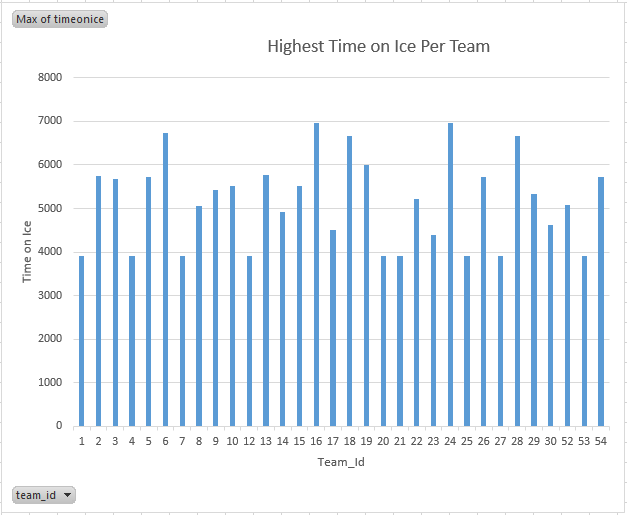 Max of timeonice
Highest Time on Ice Per Team
8000
7000
6000
5000
4000
3000
2000
1000
0
Time on Ice
1 2 3 4 5 6 7 8 9 10 12 13 14 15 16 17 18 19 20 21 22 23 24 25 26 27 28 29 30 52 53 54
Team_Id
team_id